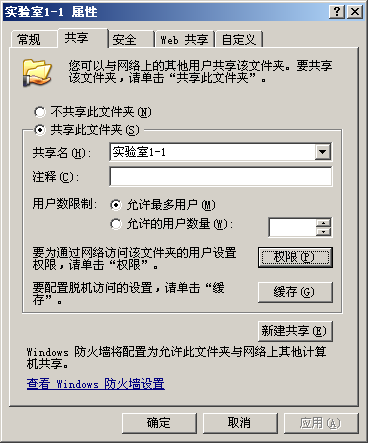 实验室1-1 属性
常规 共享 安全 Web 共享 自定义
您可以与网络上的其他用户共享该文件夹。要共享
该文件夹，请单击“共享此文件夹”。
不共享此文件夹(N)
共享此文件夹(S)
共享名(H): 实验室1-1
注释(C):
用户数限制: 允许最多用户(M)
允许的用户数量(W):
要为通过网络访问该文件夹的用户设置
权限，请单击“权限”。
权限(P)
要配置脱机访问的设置，请单击“缓
存”。
缓存(G)
新建共享(E)
Windows 防火墙将配置为允许此文件夹与网络上其他计算
机共享。
查看 Windows 防火墙设置
确定 取消 应用(A)